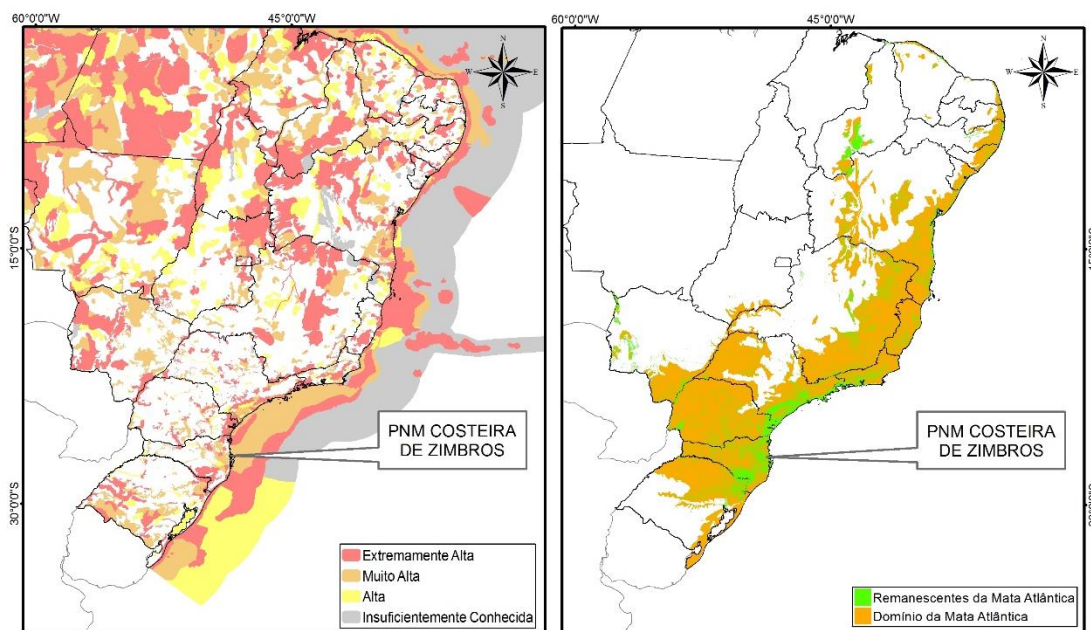 60°0'0"W
45°0'0"W
N
W
E
S
15°0'0"S
30°0'0"S
PNM COSTEIRA
DE ZIMBROS
Extremamente Alta
Muito Alta
Alta
Insuficientemente Conhecida
60°0'0"W
45°0'0"W
N
W
E
S
PNM COSTEIRA
DE ZIMBROS
Remanescentes da Mata Atlântica
Domínio da Mata Atlântica